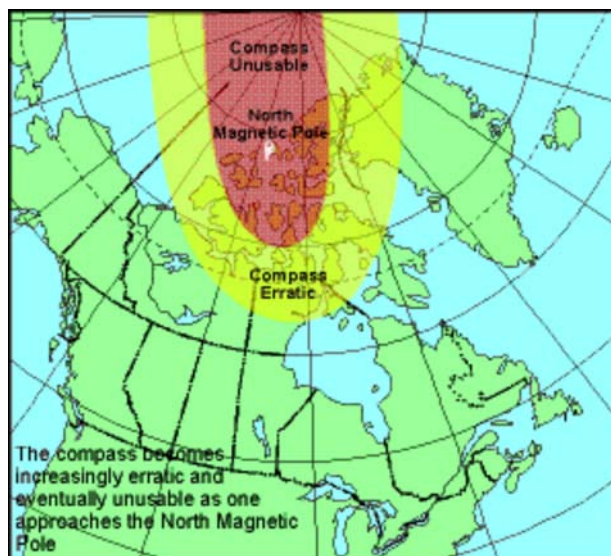 Compass
Unusable
North
Magnetic Pole
Compass
Erratic
The compass becomes
increasingly erratic and
eventually unusable as one
approaches the North Magnetic
Pole